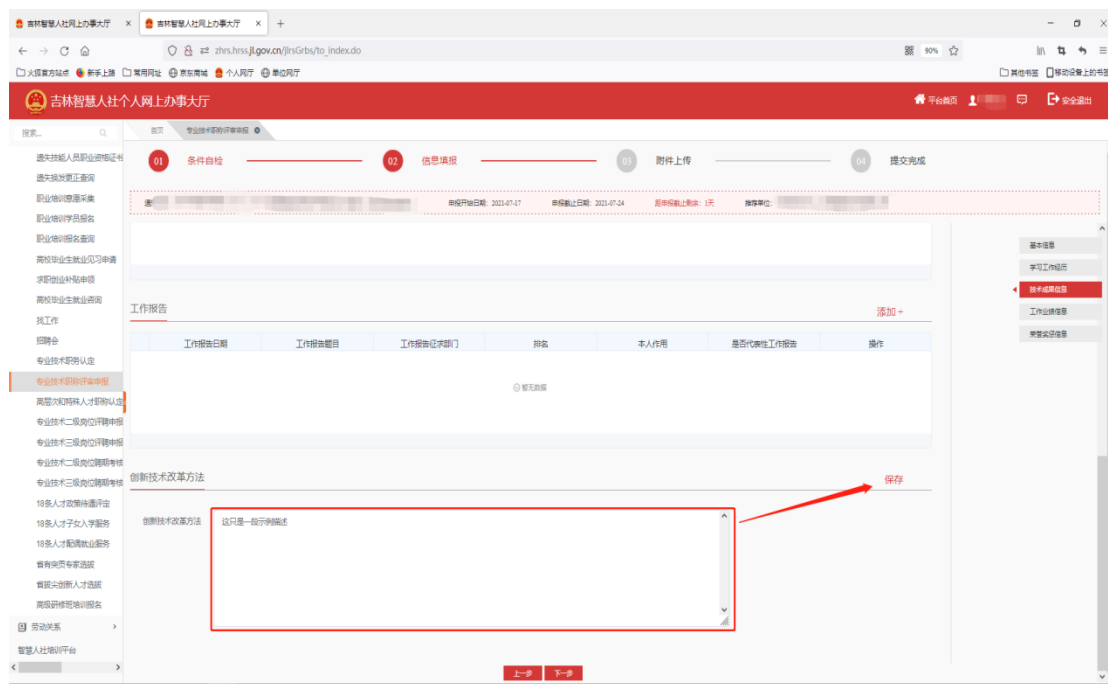 吉林智慧人社网上办事大厅
吉林智慧人社网上办事大厅
zhrs.hrss.jl.gov.cn/jlrsGrbs/to_index.do
90%
火狐官方站点 新手上路 常用网址 京东商城 个人网厅 单位网厅
其他书签 移动设备上的书签
吉林智慧人社个人网上办事大厅
平台首页
安全退出
搜索...
首页 专业技术职称评审申报
遗失技能人员职业资格证书
遗失换发更正查询
职业培训意愿采集
职业培训学员报名
职业培训报名查询
高校毕业生就业见习申请
求职创业补贴申领
高校毕业生就业咨询
找工作
招聘会
专业技术职务认定
专业技术职称评审申报
高层次和特殊人才职称认定
专业技术二级岗位评聘申报
专业技术三级岗位评聘申报
专业技术二级岗位聘期考核
专业技术三级岗位聘期考核
18条人才政策待遇评定
18条人才子女入学服务
18条人才配偶就业服务
省有突贡专家选拔
省拔尖创新人才选拔
高级研修班培训报名
劳动关系
智慧人社培训平台
01 条件自检 02 信息填报 03 附件上传 04 提交完成
申报开始日期：2021-07-17 申报截止日期：2021-07-24 距申报截止剩余：1天 推荐单位：
基本信息
学习工作经历
技术成果信息
工作业绩信息
荣誉奖惩信息
工作报告 添加 +
工作报告日期 工作报告题目 工作报告征求部门 排名 本人作用 是否代表性工作报告 操作
暂无数据
创新技术改革方法 保存
创新技术改革方法 这只是一段示例描述
上一步 下一步